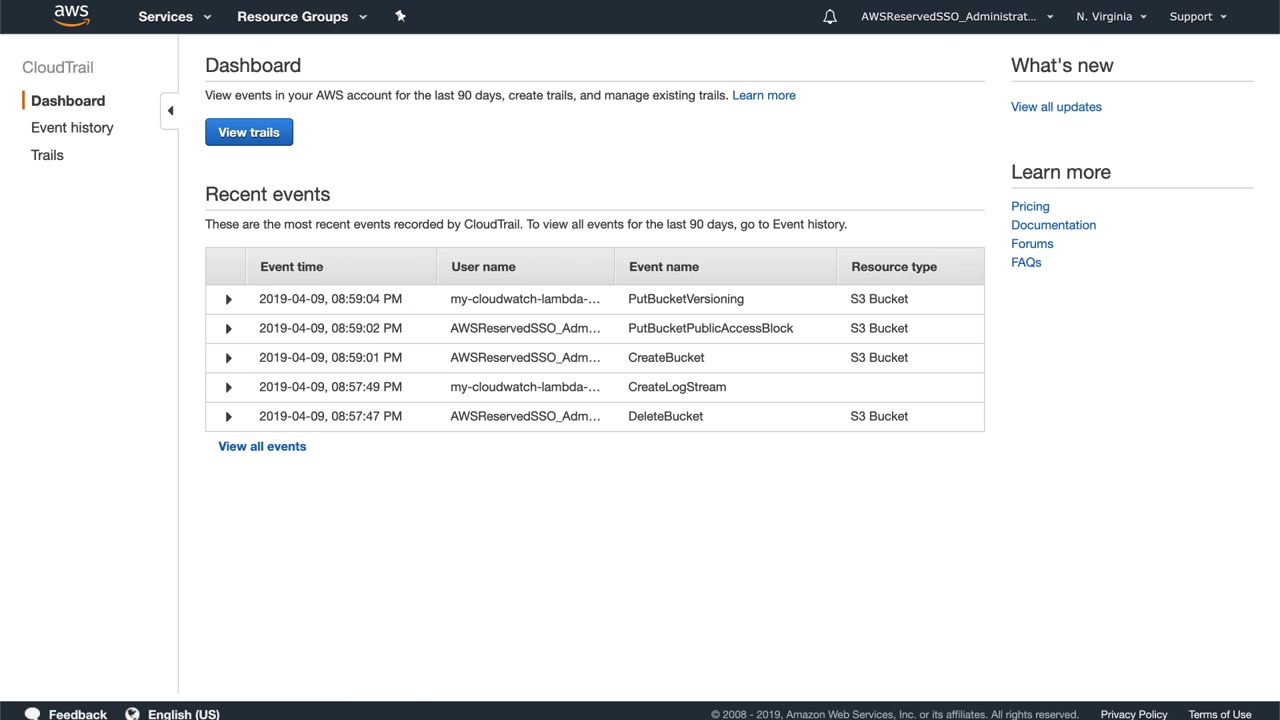 aws
Services
Resource Groups
AWSReservedSSO_Administrat...
N. Virginia
Support
CloudTrail
Dashboard
Event history
Trails
Dashboard
View events in your AWS account for the last 90 days, create trails, and manage existing trails. Learn more
View trails
Recent events
These are the most recent events recorded by CloudTrail. To view all events for the last 90 days, go to Event history.
Event time User name Event name Resource type
2019-04-09, 08:59:04 PM my-cloudwatch-lambda-... PutBucketVersioning S3 Bucket
2019-04-09, 08:59:02 PM AWSReservedSSO_Adm... PutBucketPublicAccessBlock S3 Bucket
2019-04-09, 08:59:01 PM AWSReservedSSO_Adm... CreateBucket S3 Bucket
2019-04-09, 08:57:49 PM my-cloudwatch-lambda-... CreateLogStream
2019-04-09, 08:57:47 PM AWSReservedSSO_Adm... DeleteBucket S3 Bucket
View all events
What's new
View all updates
Learn more
Pricing
Documentation
Forums
FAQs
Feedback
English (US)
© 2008 - 2019, Amazon Web Services, Inc. or its affiliates. All rights reserved.
Privacy Policy
Terms of Use